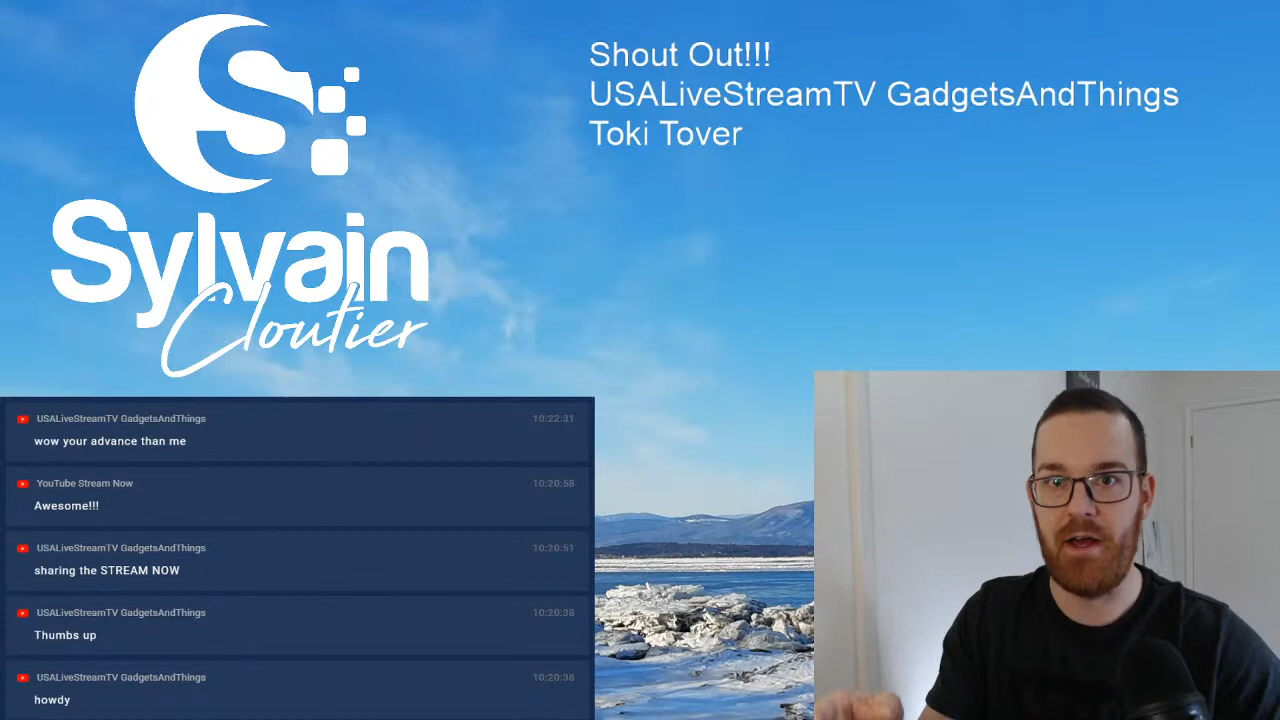 Sylvain
Cloutier
Shout Out!!!
USALiveStreamTV GadgetsAndThings
Toki Tover
USALiveStreamTV GadgetsAndThings 10:22:31
wow your advance than me
YouTube Stream Now 10:20:58
Awesome!!!
USALiveStreamTV GadgetsAndThings 10:20:51
sharing the STREAM NOW
USALiveStreamTV GadgetsAndThings 10:20:38
Thumbs up
USALiveStreamTV GadgetsAndThings 10:20:38
howdy